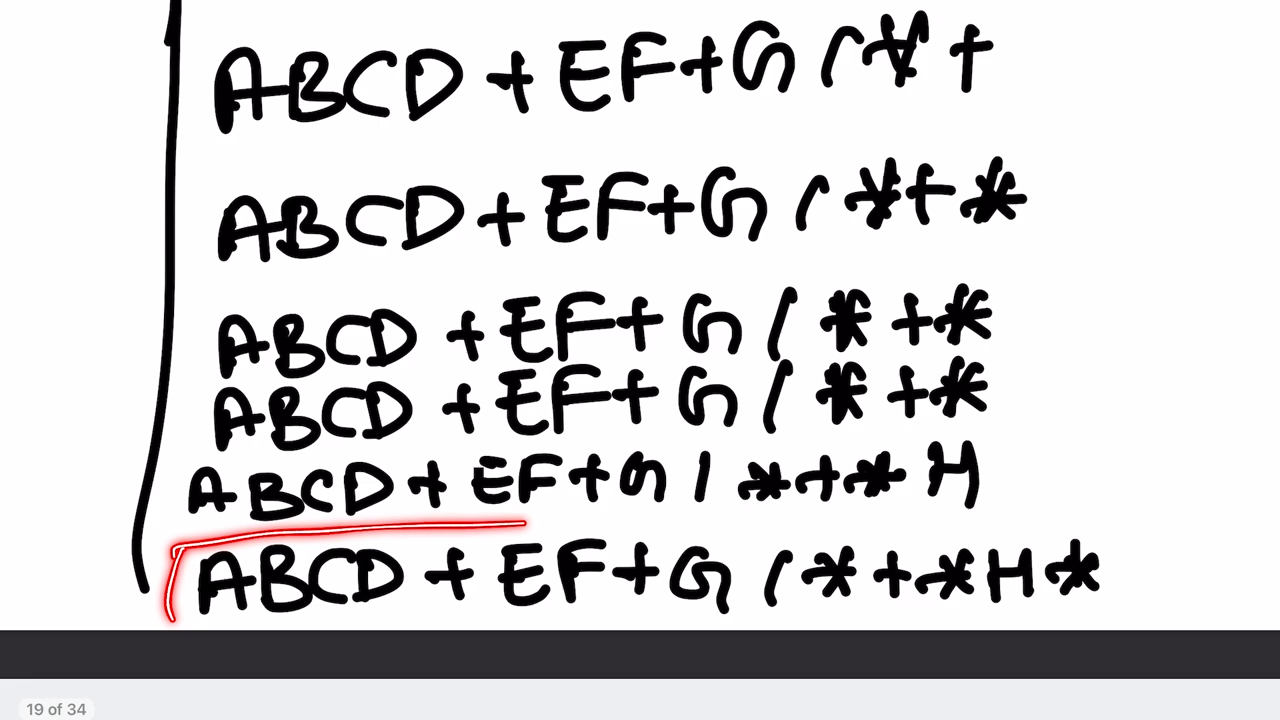 ABCD + EF + G / * +
ABCD + EF + G / * + *
ABCD + EF + G / * + *
ABCD + EF + G / * + *
ABCD + EF + G / * + * H
ABCD + EF + G / * + * H *
19 of 34